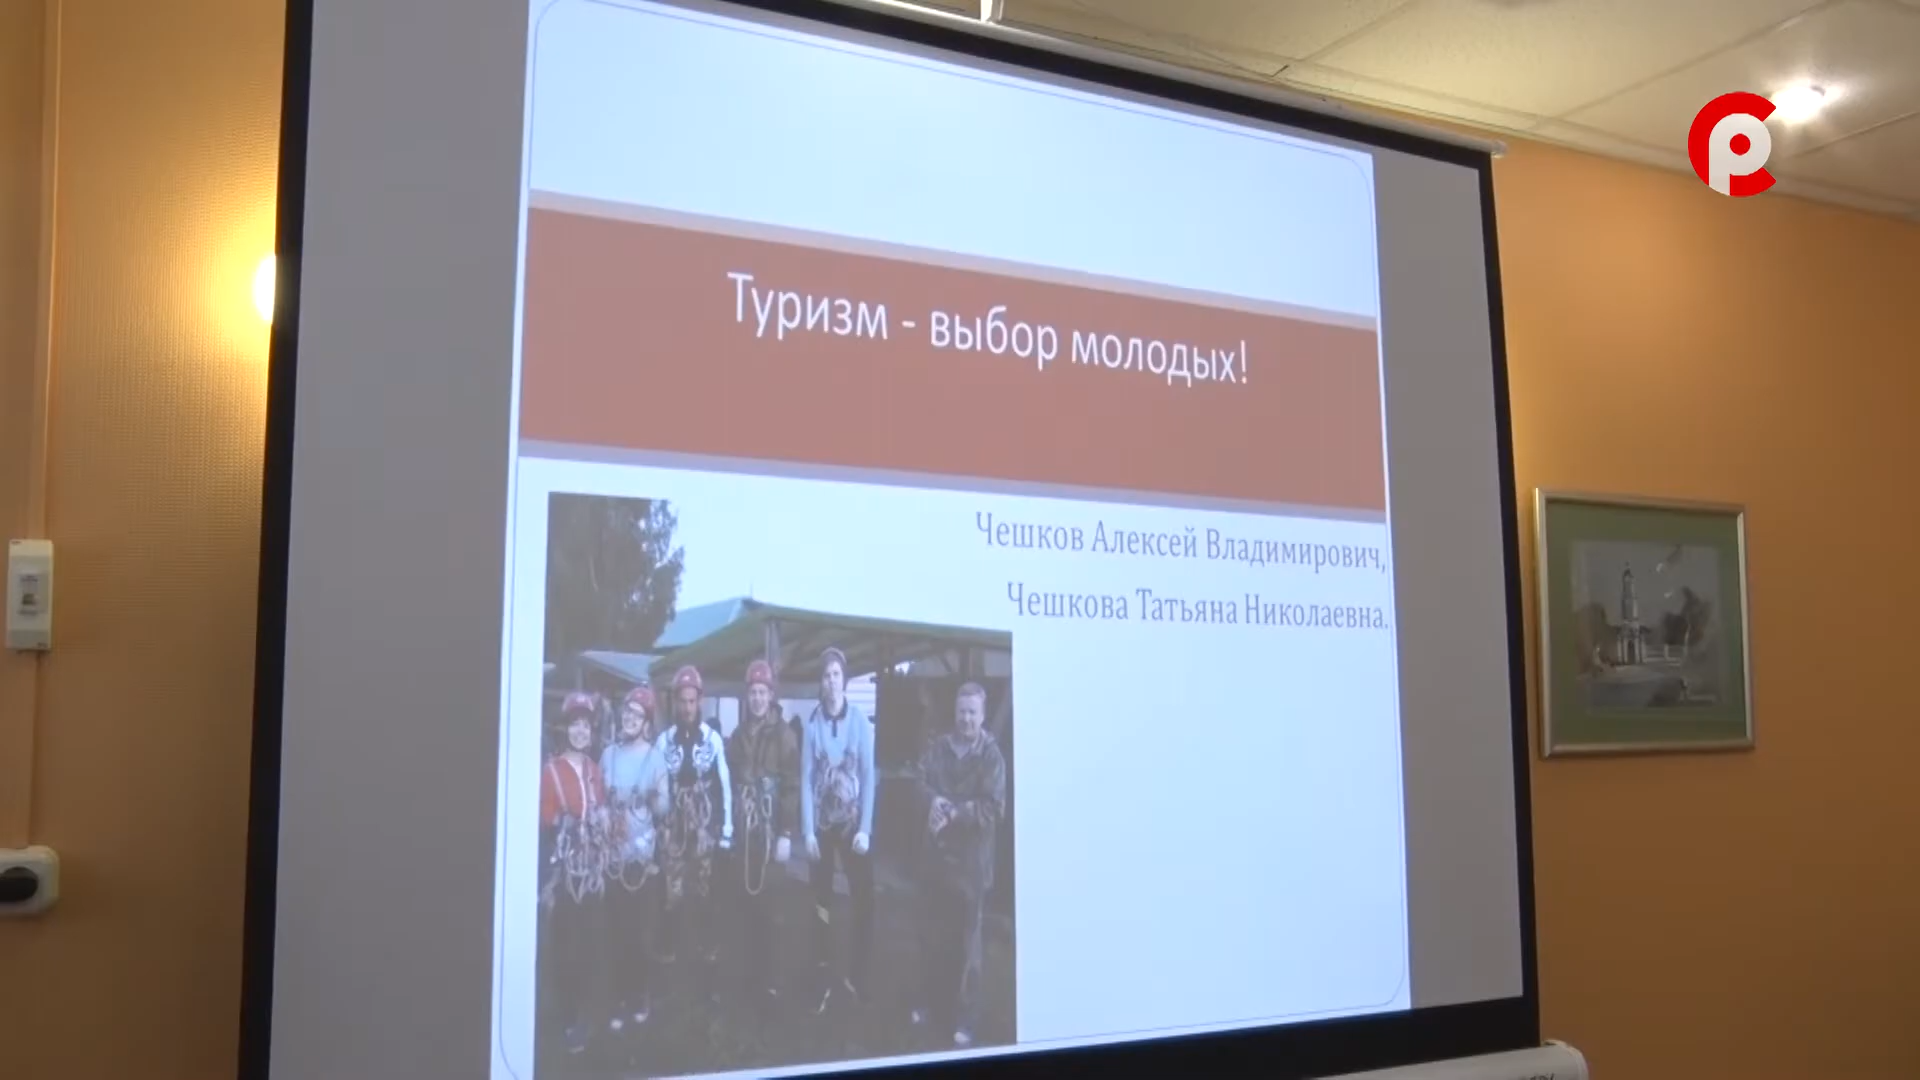 Туризм - выбор молодых!
Чешков Алексей Владимирович,
Чешкова Татьяна Николаевна.